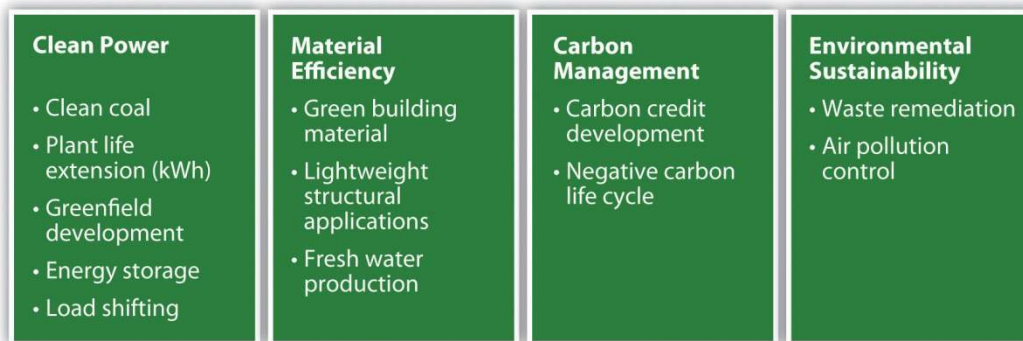 Clean Power
• Clean coal
• Plant life
extension (kWh)
• Greenfield
development
• Energy storage
• Load shifting
Material
Efficiency
• Green building
material
• Lightweight
structural
applications
• Fresh water
production
Carbon
Management
• Carbon credit
development
• Negative carbon
life cycle
Environmental
Sustainability
• Waste remediation
• Air pollution
control